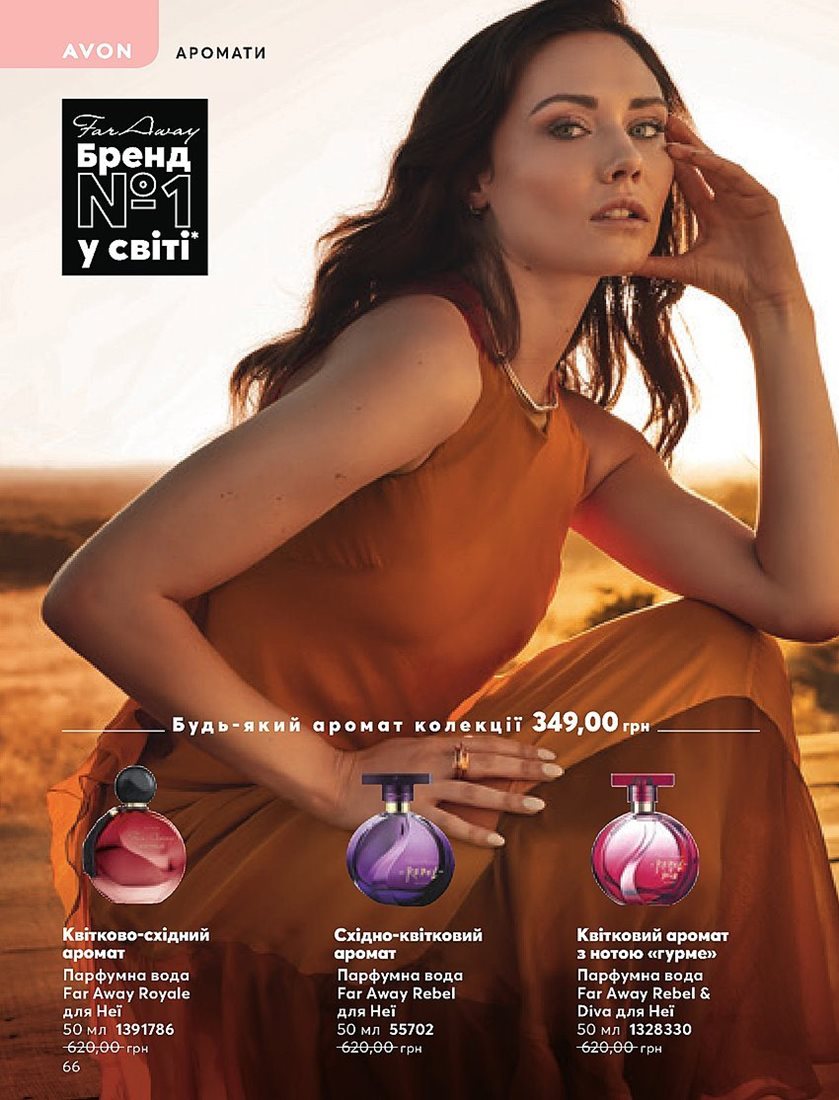 AVON
АРОМАТИ
Far Away
Бренд
№1
у світі*
Будь-який аромат колекції 349,00 грн
Квітково-східний
аромат
Парфумна вода
Far Away Royale
для Неї
50 мл 1391786
620,00 грн
Східно-квітковий
аромат
Парфумна вода
Far Away Rebel
для Неї
50 мл 55702
620,00 грн
Квітковий аромат
з нотою «гурме»
Парфумна вода
Far Away Rebel &
Diva для Неї
50 мл 1328330
620,00 грн
66